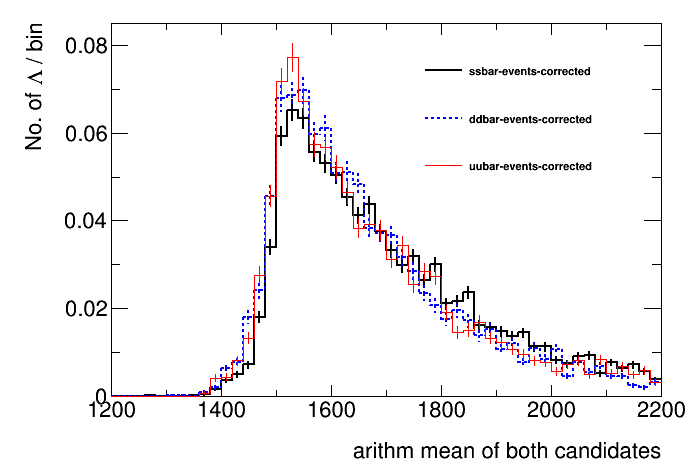 No. of Λ / bin
0.08
0.06
0.04
0.02
0
ssbar-events-corrected
ddbar-events-corrected
uubar-events-corrected
1200 1400 1600 1800 2000 2200
arithm mean of both candidates